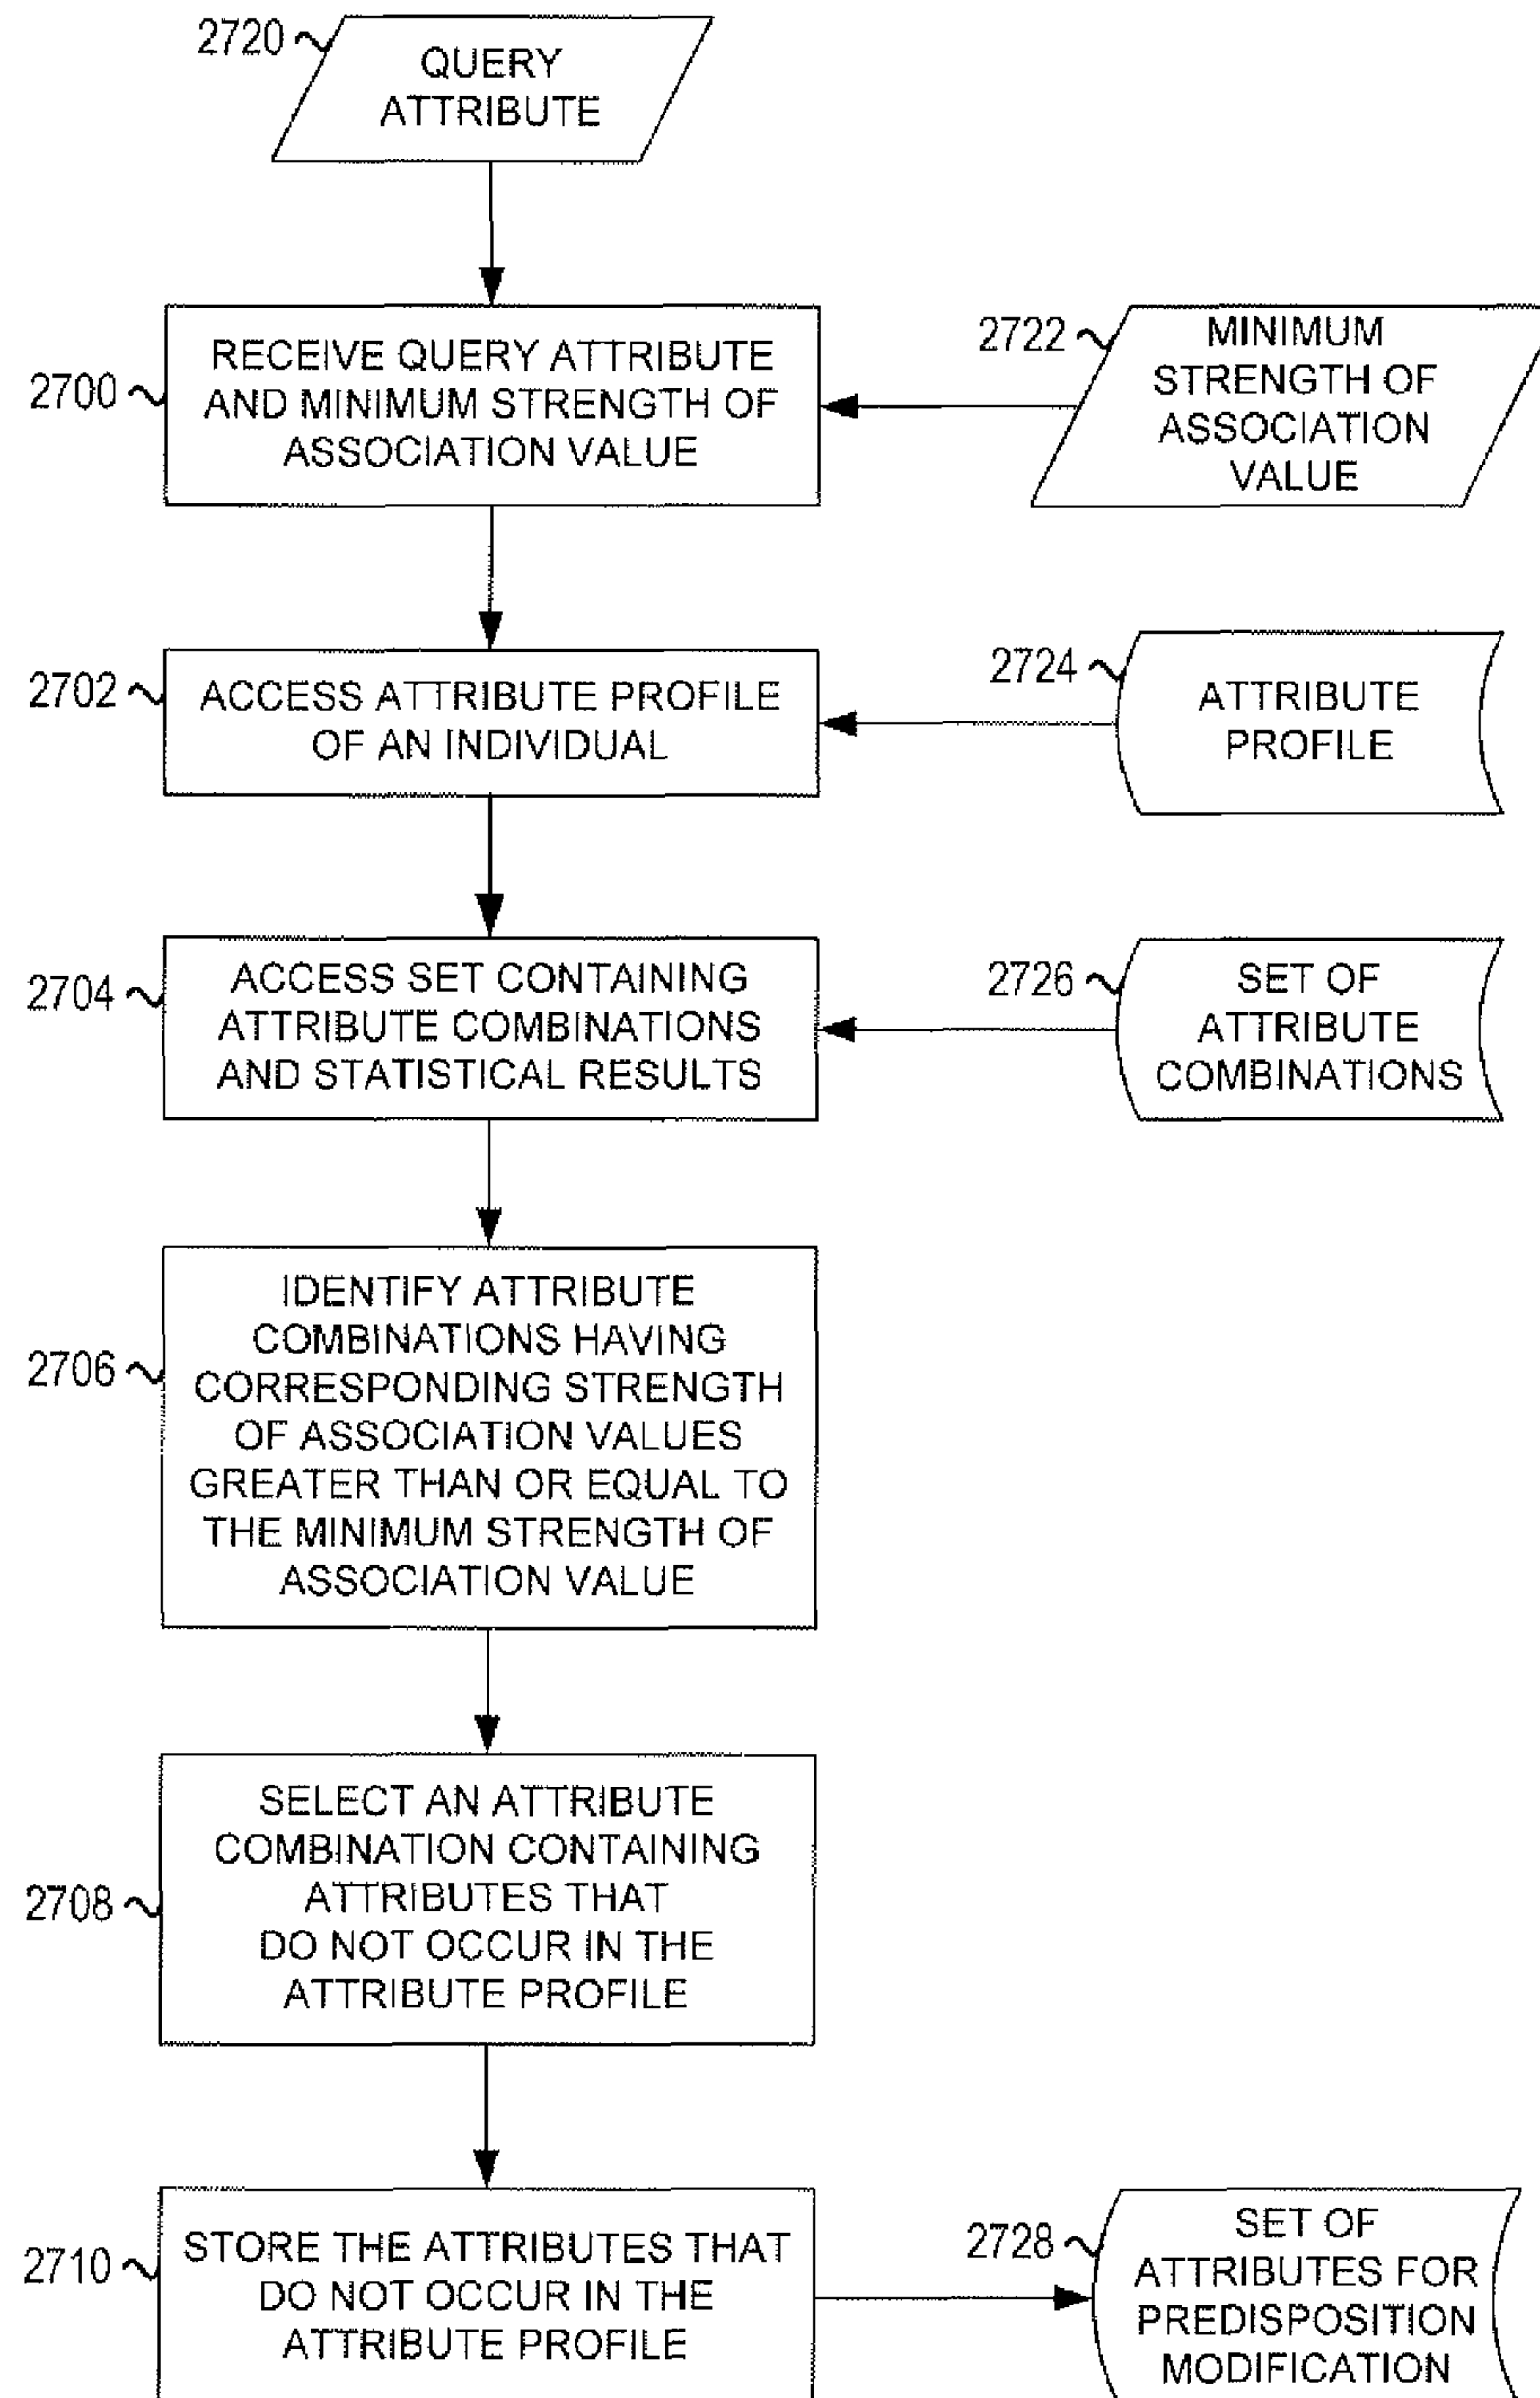 2720
QUERY
ATTRIBUTE
2700
RECEIVE QUERY ATTRIBUTE
AND MINIMUM STRENGTH OF
ASSOCIATION VALUE
2722
MINIMUM
STRENGTH OF
ASSOCIATION
VALUE
2702
ACCESS ATTRIBUTE PROFILE
OF AN INDIVIDUAL
2724
ATTRIBUTE
PROFILE
2704
ACCESS SET CONTAINING
ATTRIBUTE COMBINATIONS
AND STATISTICAL RESULTS
2726
SET OF
ATTRIBUTE
COMBINATIONS
2706
IDENTIFY ATTRIBUTE
COMBINATIONS HAVING
CORRESPONDING STRENGTH
OF ASSOCIATION VALUES
GREATER THAN OR EQUAL TO
THE MINIMUM STRENGTH OF
ASSOCIATION VALUE
2708
SELECT AN ATTRIBUTE
COMBINATION CONTAINING
ATTRIBUTES THAT
DO NOT OCCUR IN THE
ATTRIBUTE PROFILE
2710
STORE THE ATTRIBUTES THAT
DO NOT OCCUR IN THE
ATTRIBUTE PROFILE
2728
SET OF
ATTRIBUTES FOR
PREDISPOSITION
MODIFICATION